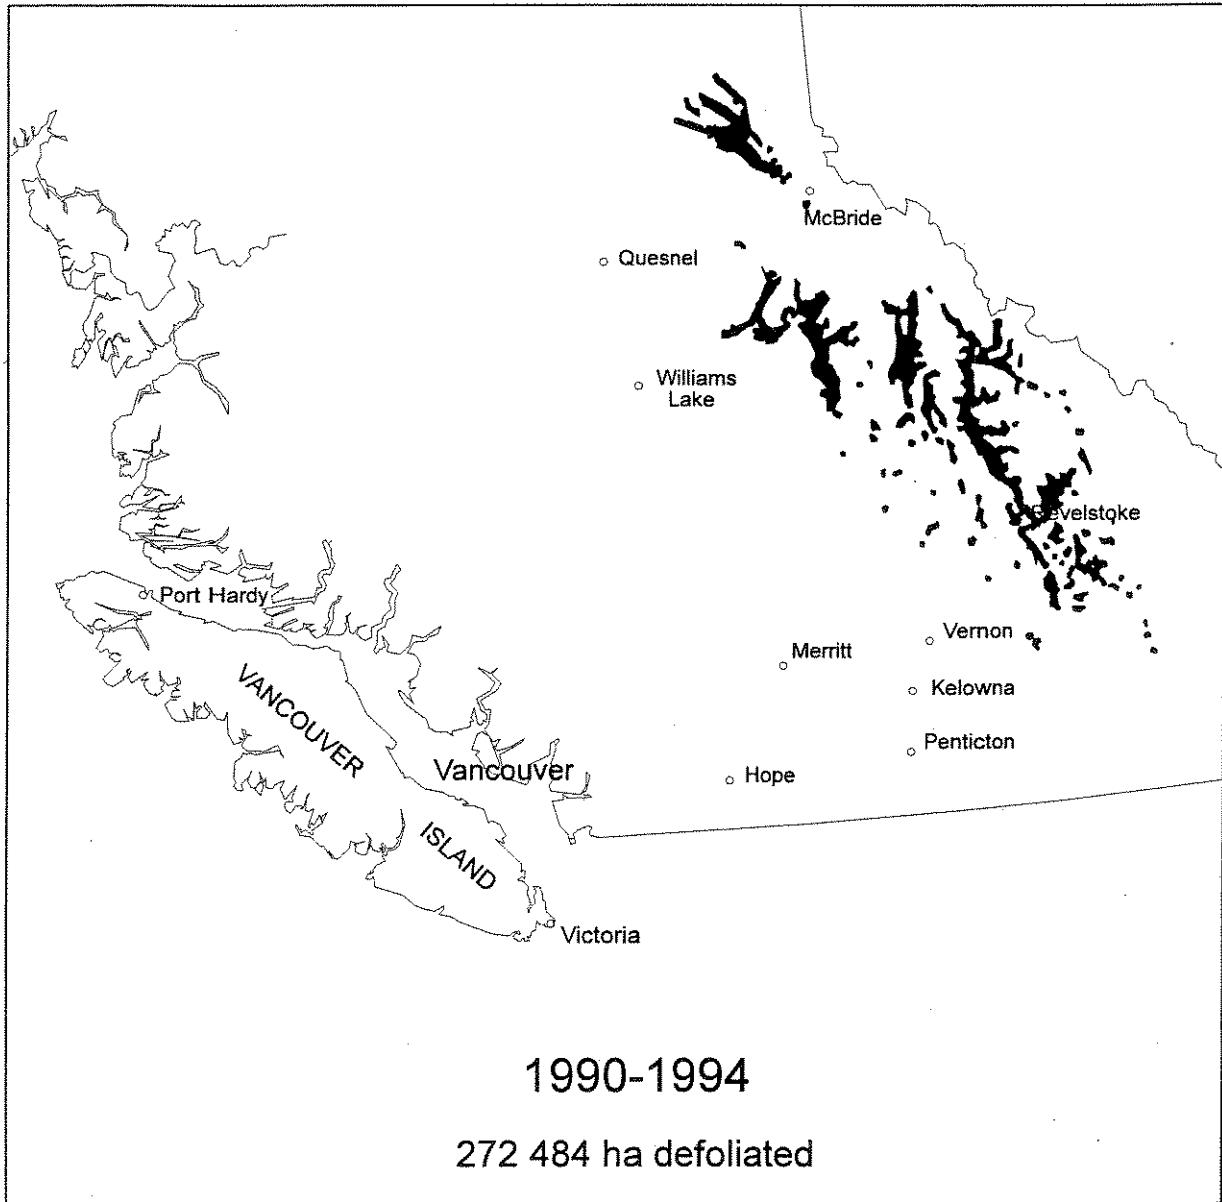 McBride
Quesnel
Williams
Lake
Revelstoke
Port Hardy
Vernon
Merritt
VANCOUVER
Kelowna
Penticton
Vancouver
Hope
ISLAND
Victoria
1990-1994
272 484 ha defoliated